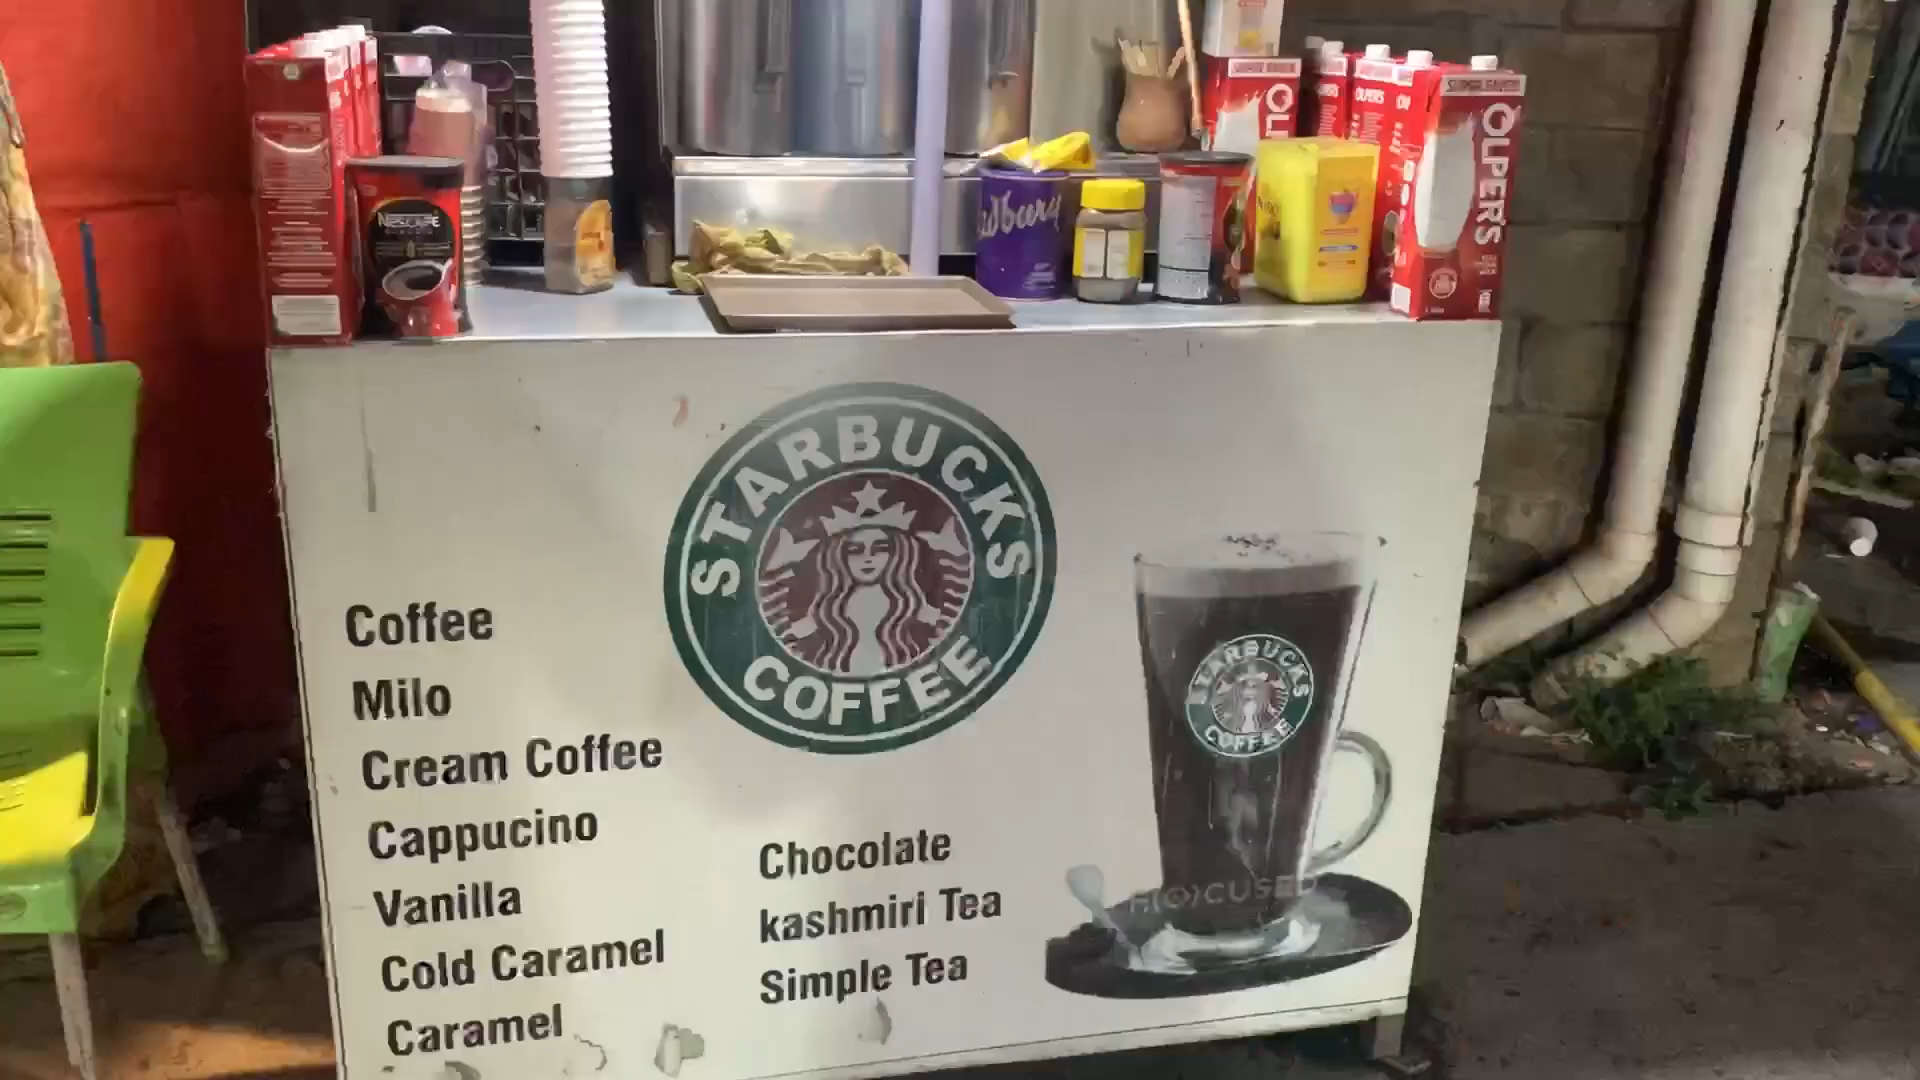 NESCAFÉ
Cadbury
OLPERS
OLPERS
OLPERS
STARBUCKS
COFFEE
Coffee
Milo
Cream Coffee
Cappucino
Vanilla
Cold Caramel
Caramel
Chocolate
kashmiri Tea
Simple Tea
STARBUCKS
COFFEE